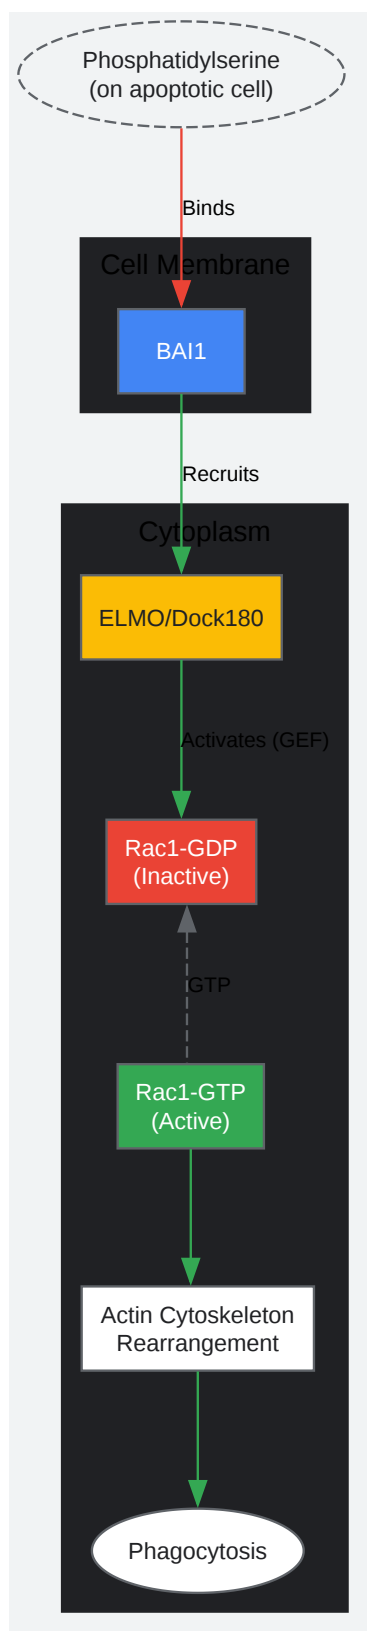 Phosphatidylserine
(on apoptotic cell)
Binds
Cell Membrane
BAI1
Recruits
Cytoplasm
ELMO/Dock180
Activates (GEF)
Rac1-GDP
(Inactive)
GTP
Rac1-GTP
(Active)
Actin Cytoskeleton
Rearrangement
Phagocytosis